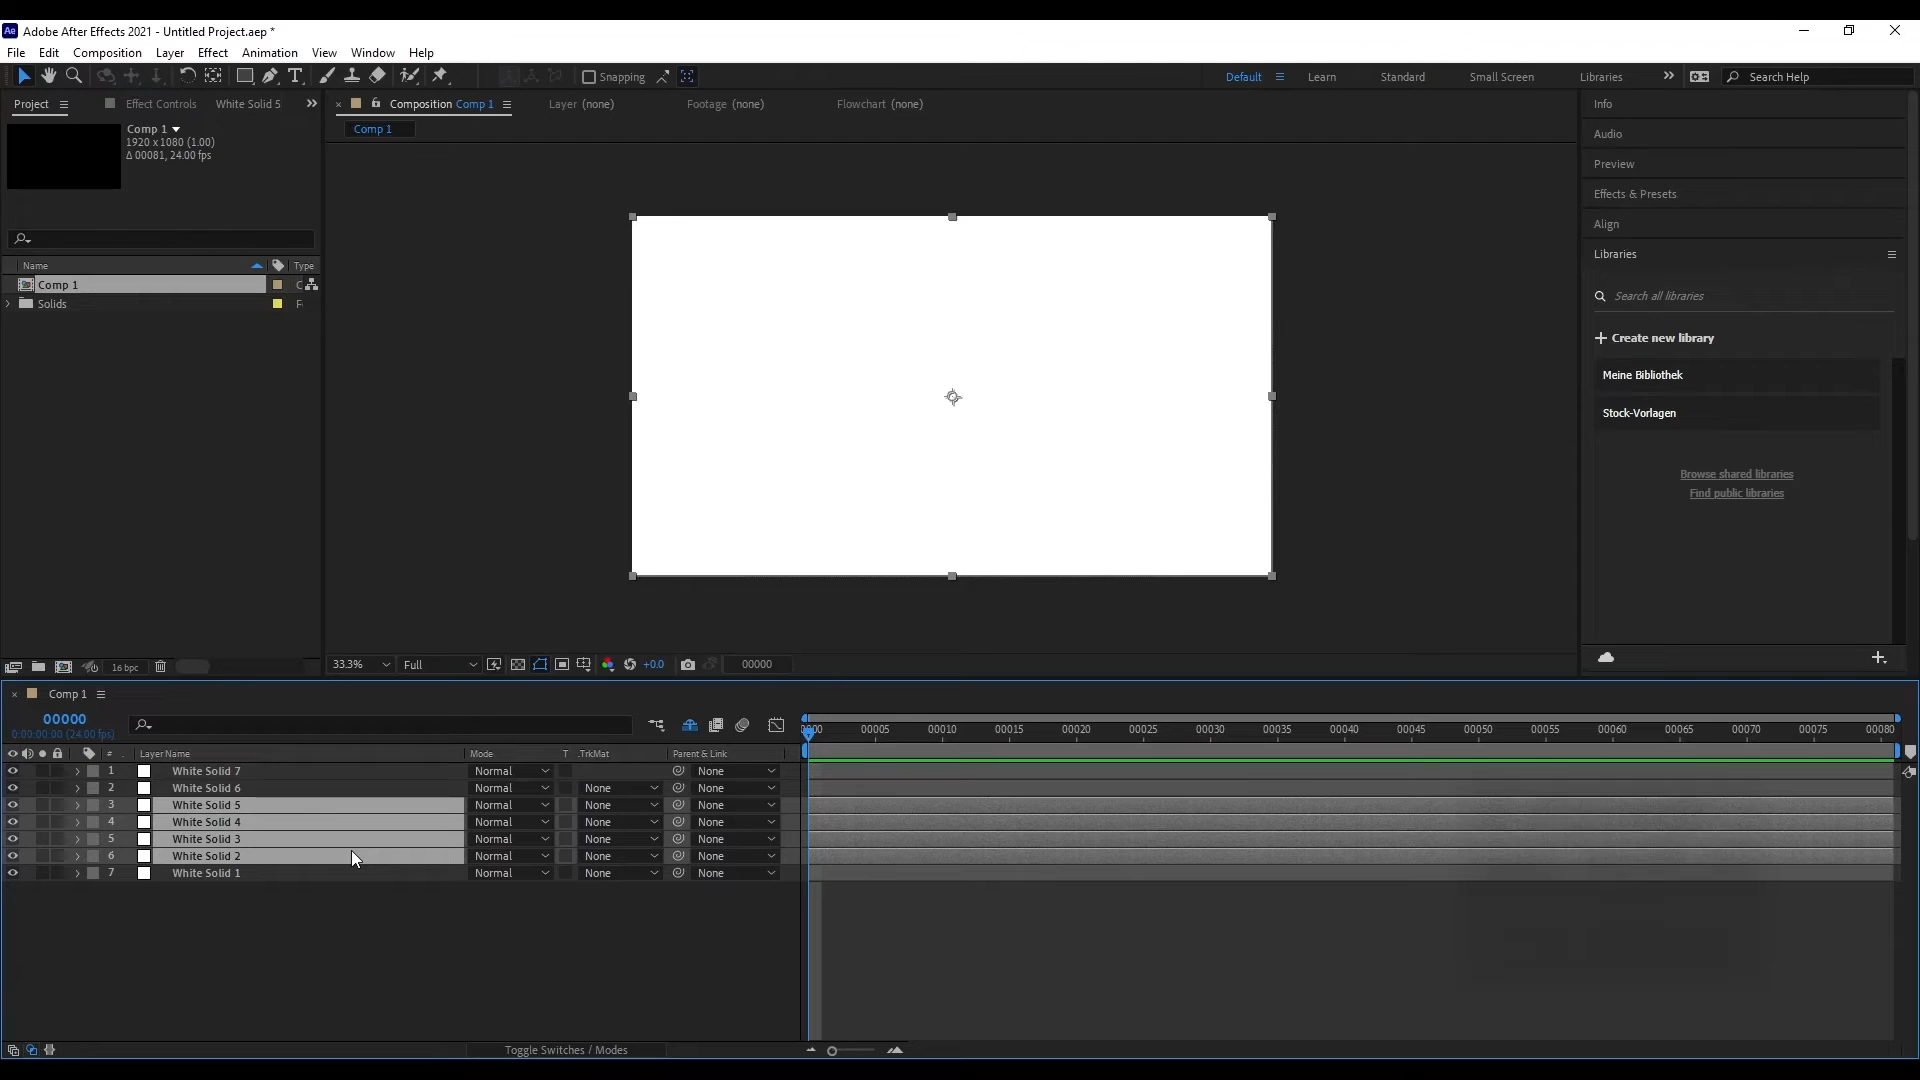 Ae Adobe After Effects 2021 - Untitled Project.aep *
File Edit Composition Layer Effect Animation View Window Help
T Snapping Default Learn Standard Small Screen Libraries Search Help
Project Effect Controls White Solid 5
Composition Comp 1 Layer (none) Footage (none) Flowchart (none)
Comp 1
Comp 1
1920 x 1080 (1.00)
Δ 00081, 24.00 fps
Name Type
Comp 1 C
Solids F
16 bpc
33.3% Full +0.0 00000
Info
Audio
Preview
Effects & Presets
Align
Libraries
Search all libraries
Create new library
Meine Bibliothek
Stock-Vorlagen
Browse shared libraries
Find public libraries
Comp 1
00000
0:00:00:00 (24.00 fps)
# Layer Name Mode T .TrkMat Parent & Link
00005 00010 00015 00020 00025 00030 00035 00040 00045 00050 00055 00060 00065 00070 00075 00080
1 White Solid 7 Normal None
2 White Solid 6 Normal None None
3 White Solid 5 Normal None None
4 White Solid 4 Normal None None
5 White Solid 3 Normal None None
6 White Solid 2 Normal None None
7 White Solid 1 Normal None None
Toggle Switches / Modes